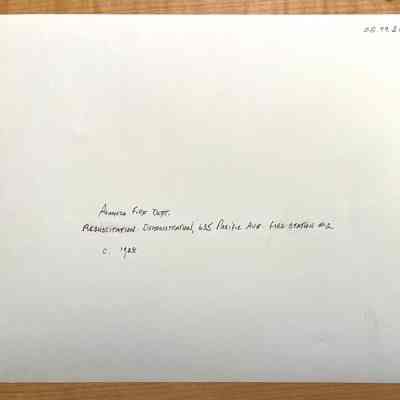 Alameda Fire Dept.
Resuscitation Demonstration, 635 Pacific Ave. Fire Station #2
c. 1928